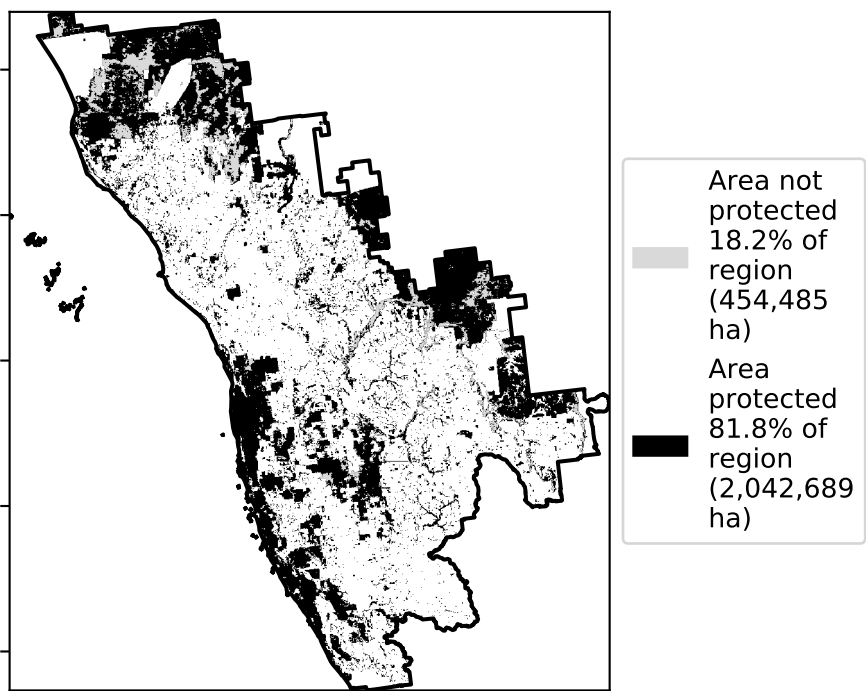 Area not
protected
18.2% of
region
(454,485
ha)
Area
protected
81.8% of
region
(2,042,689
ha)